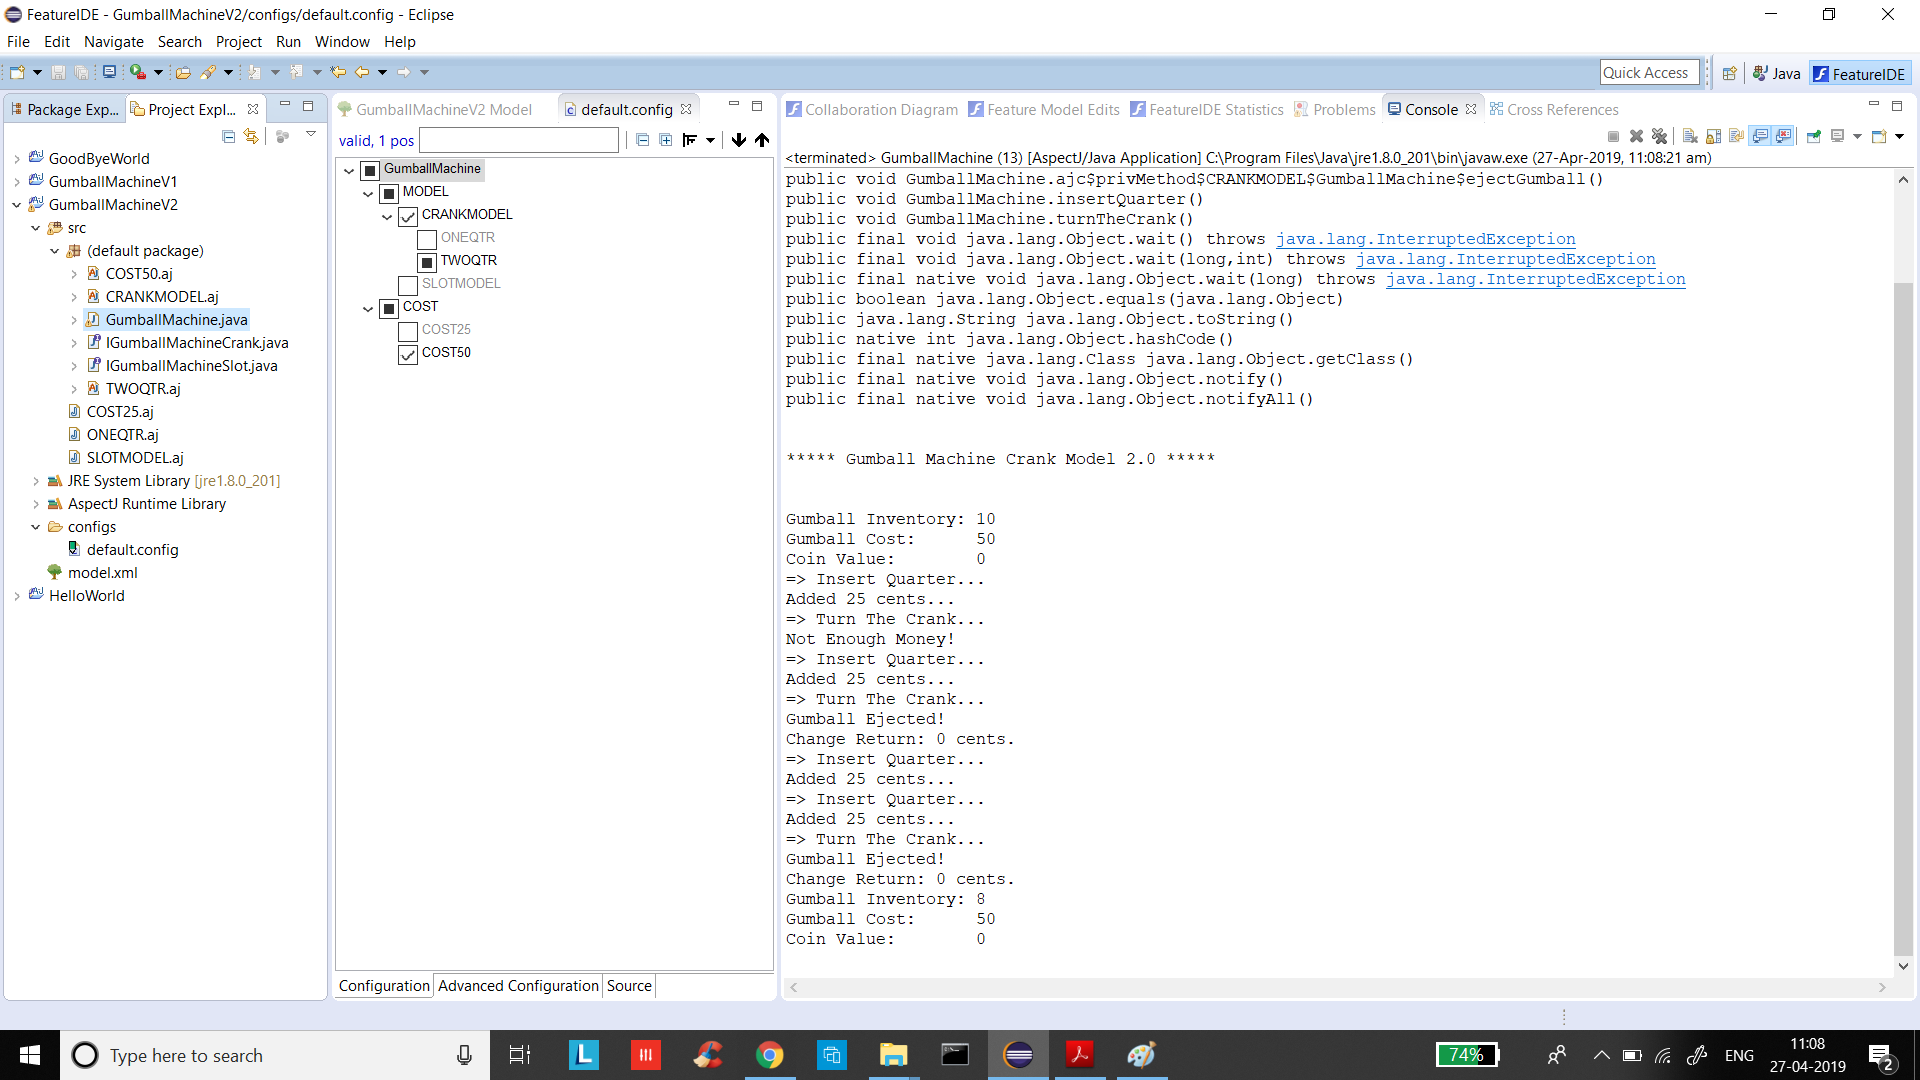 FeatureIDE - GumballMachineV2/configs/default.config - Eclipse
File Edit Navigate Search Project Run Window Help
Quick Access Java FeatureIDE
Package Exp... Project Expl...
GoodByeWorld
GumballMachineV1
GumballMachineV2
src
(default package)
COST50.aj
CRANKMODEL.aj
GumballMachine.java
IGumballMachineCrank.java
IGumballMachineSlot.java
TWOQTR.aj
COST25.aj
ONEQTR.aj
SLOTMODEL.aj
JRE System Library [jre1.8.0_201]
AspectJ Runtime Library
configs
default.config
model.xml
HelloWorld
GumballMachineV2 Model default.config
valid, 1 pos
GumballMachine
MODEL
CRANKMODEL
ONEQTR
TWOQTR
SLOTMODEL
COST
COST25
COST50
Configuration Advanced Configuration Source
Collaboration Diagram Feature Model Edits FeatureIDE Statistics Problems Console Cross References
<terminated> GumballMachine (13) [AspectJ/Java Application] C:\Program Files\Java\jre1.8.0_201\bin\javaw.exe (27-Apr-2019, 11:08:21 am)
public void GumballMachine.ajc$privMethod$CRANKMODEL$GumballMachine$ejectGumball()
public void GumballMachine.insertQuarter()
public void GumballMachine.turnTheCrank()
public final void java.lang.Object.wait() throws java.lang.InterruptedException
public final void java.lang.Object.wait(long,int) throws java.lang.InterruptedException
public final native void java.lang.Object.wait(long) throws java.lang.InterruptedException
public boolean java.lang.Object.equals(java.lang.Object)
public java.lang.String java.lang.Object.toString()
public native int java.lang.Object.hashCode()
public final native java.lang.Class java.lang.Object.getClass()
public final native void java.lang.Object.notify()
public final native void java.lang.Object.notifyAll()
***** Gumball Machine Crank Model 2.0 *****
Gumball Inventory: 10
Gumball Cost: 50
Coin Value: 0
=> Insert Quarter...
Added 25 cents...
=> Turn The Crank...
Not Enough Money!
=> Insert Quarter...
Added 25 cents...
=> Turn The Crank...
Gumball Ejected!
Change Return: 0 cents.
=> Insert Quarter...
Added 25 cents...
=> Insert Quarter...
Added 25 cents...
=> Turn The Crank...
Gumball Ejected!
Change Return: 0 cents.
Gumball Inventory: 8
Gumball Cost: 50
Coin Value: 0
Type here to search
74%
ENG
11:08
27-04-2019
2